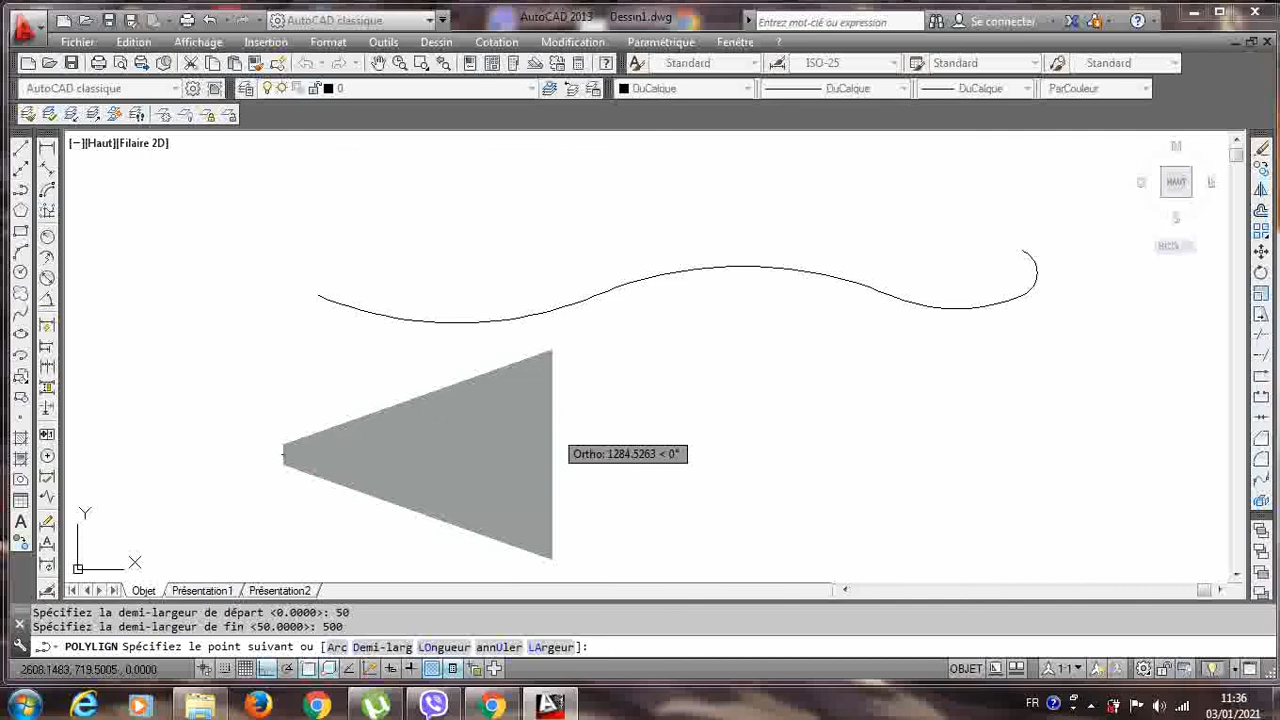 AutoCAD classique
AutoCAD 2013 Dessin1.dwg
Entrez mot-clé ou expression
Se connecter
Fichier Edition Affichage Insertion Format Outils Dessin Cotation Modification Paramétrique Fenêtre ?
Standard ISO-25 Standard Standard
AutoCAD classique 0 DuCalque DuCalque DuCalque ParCouleur
[−][Haut][Filaire 2D]
HAUT
S
Ortho: 1284.5263 < 0°
Y
X
Objet Présentation1 Présentation2
Spécifiez la demi-largeur de départ <0.0000>: 50
Spécifiez la demi-largeur de fin <50.0000>: 500
POLYLIGN Spécifiez le point suivant ou [Arc Demi-larg LOngueur annUler LArgeur]:
2608.1483, 719.5005, 0.0000
OBJET 1:1
FR 11:36
03/01/2021